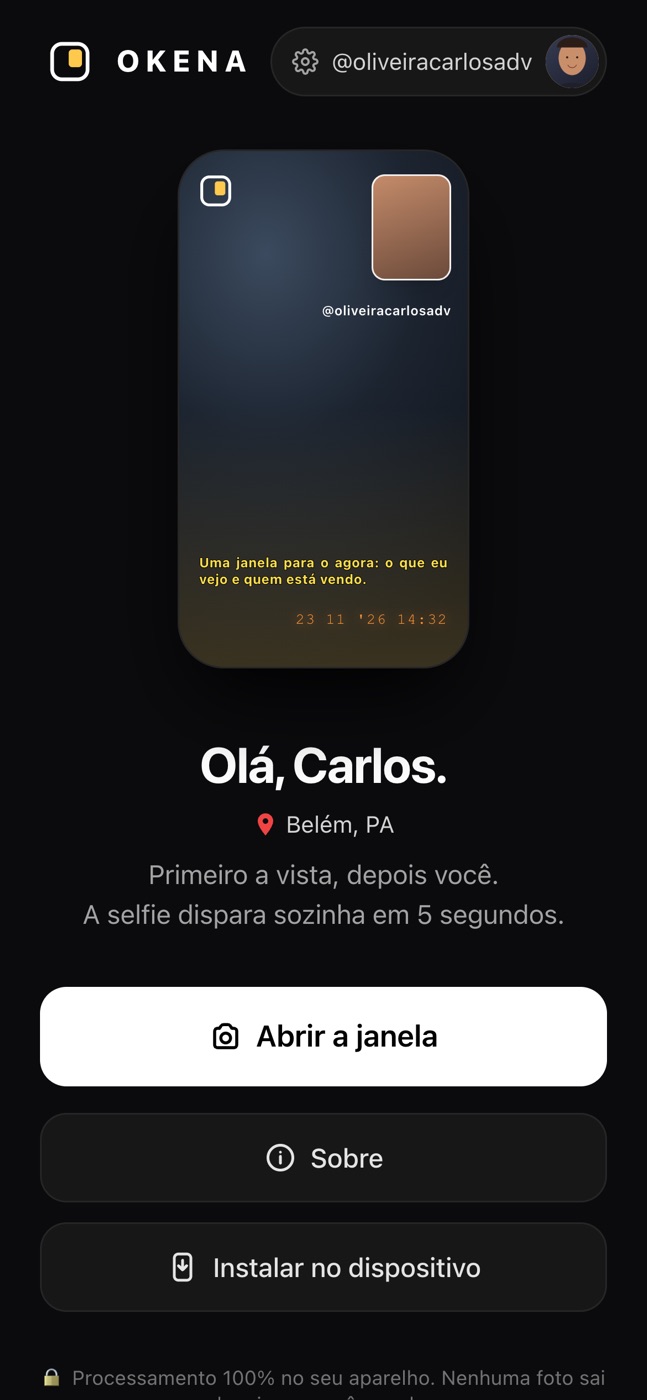 OKENA
@oliveiracarlosadv
@oliveiracarlosadv
Uma janela para o agora: o que eu
vejo e quem está vendo.
23 11 '26 14:32
Olá, Carlos.
Belém, PA
Primeiro a vista, depois você.
A selfie dispara sozinha em 5 segundos.
Abrir a janela
Sobre
Instalar no dispositivo
Processamento 100% no seu aparelho. Nenhuma foto sai